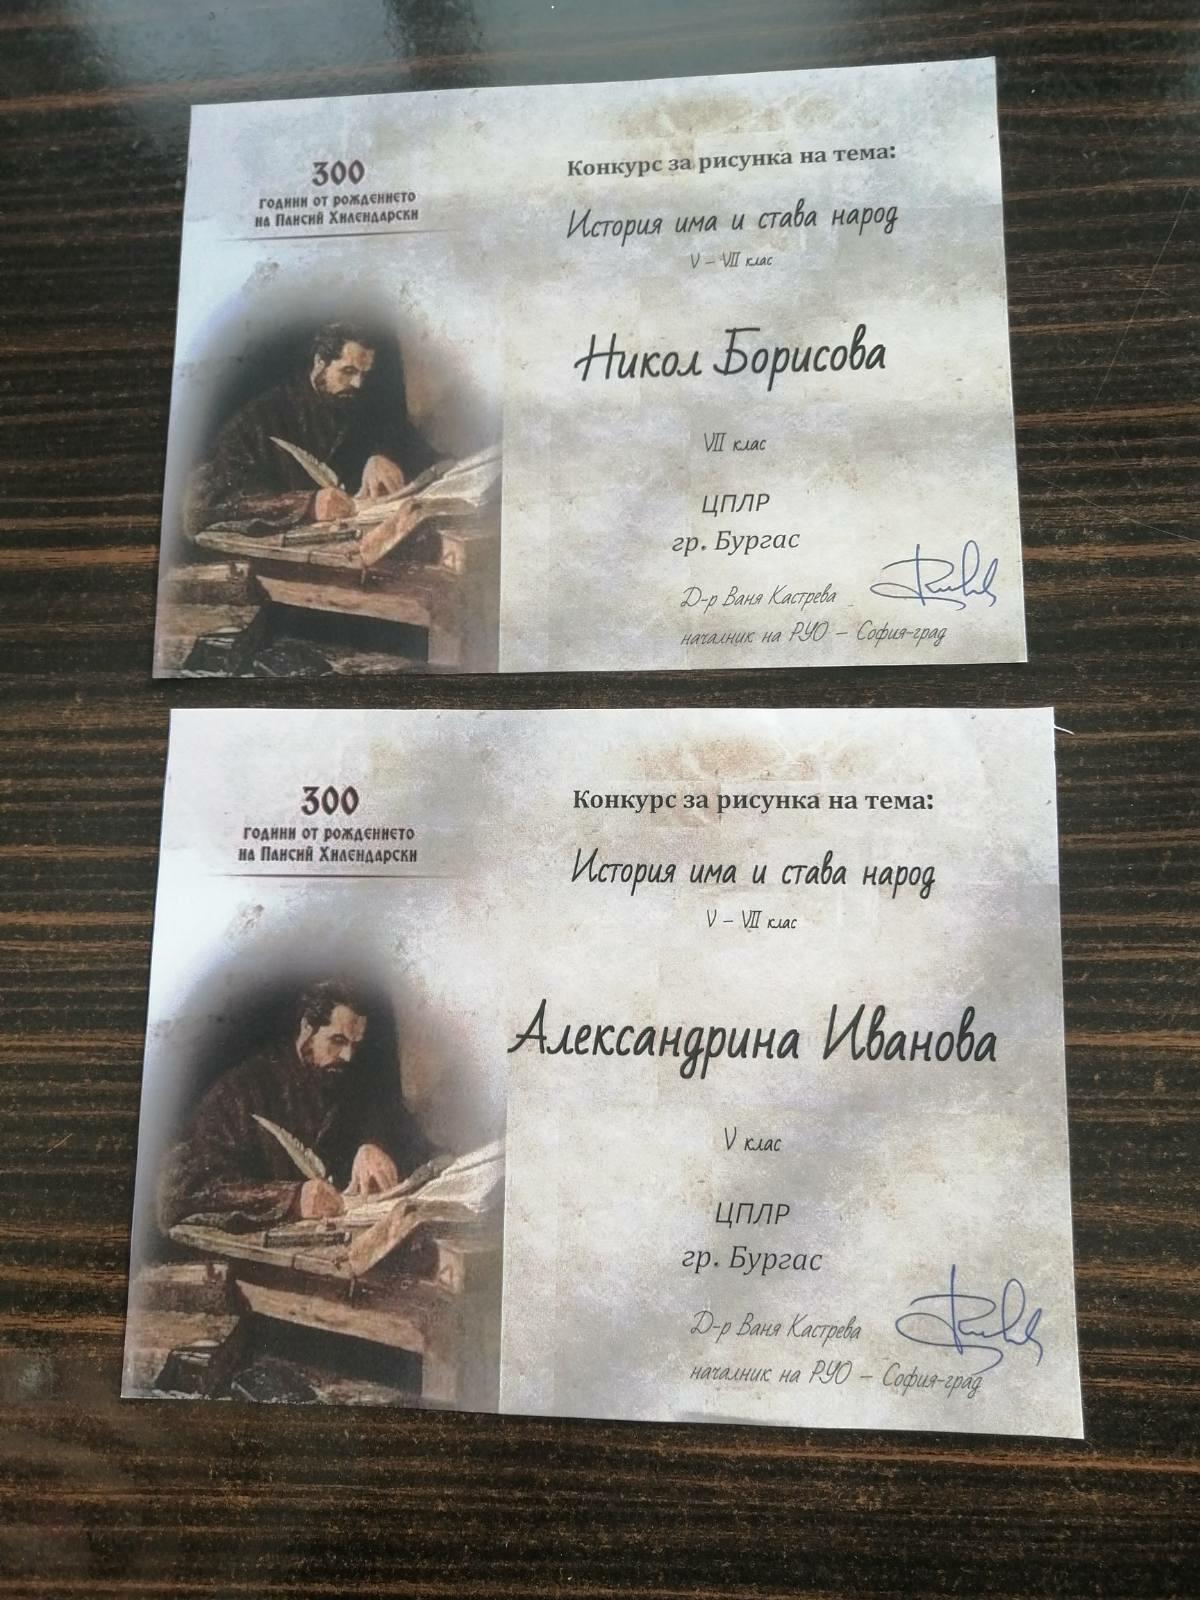 300
години от рождението
на Паисий Хилендарски
Конкурс за рисунка на тема:
История има и става народ
V – VII клас
Никол Борисова
VII клас
ЦПЛР
гр. Бургас
Д-р Ваня Кастрева
началник на РУО – София-град
300
години от рождението
на Паисий Хилендарски
Конкурс за рисунка на тема:
История има и става народ
V – VII клас
Александрина Иванова
V клас
ЦПЛР
гр. Бургас
Д-р Ваня Кастрева
началник на РУО – София-град